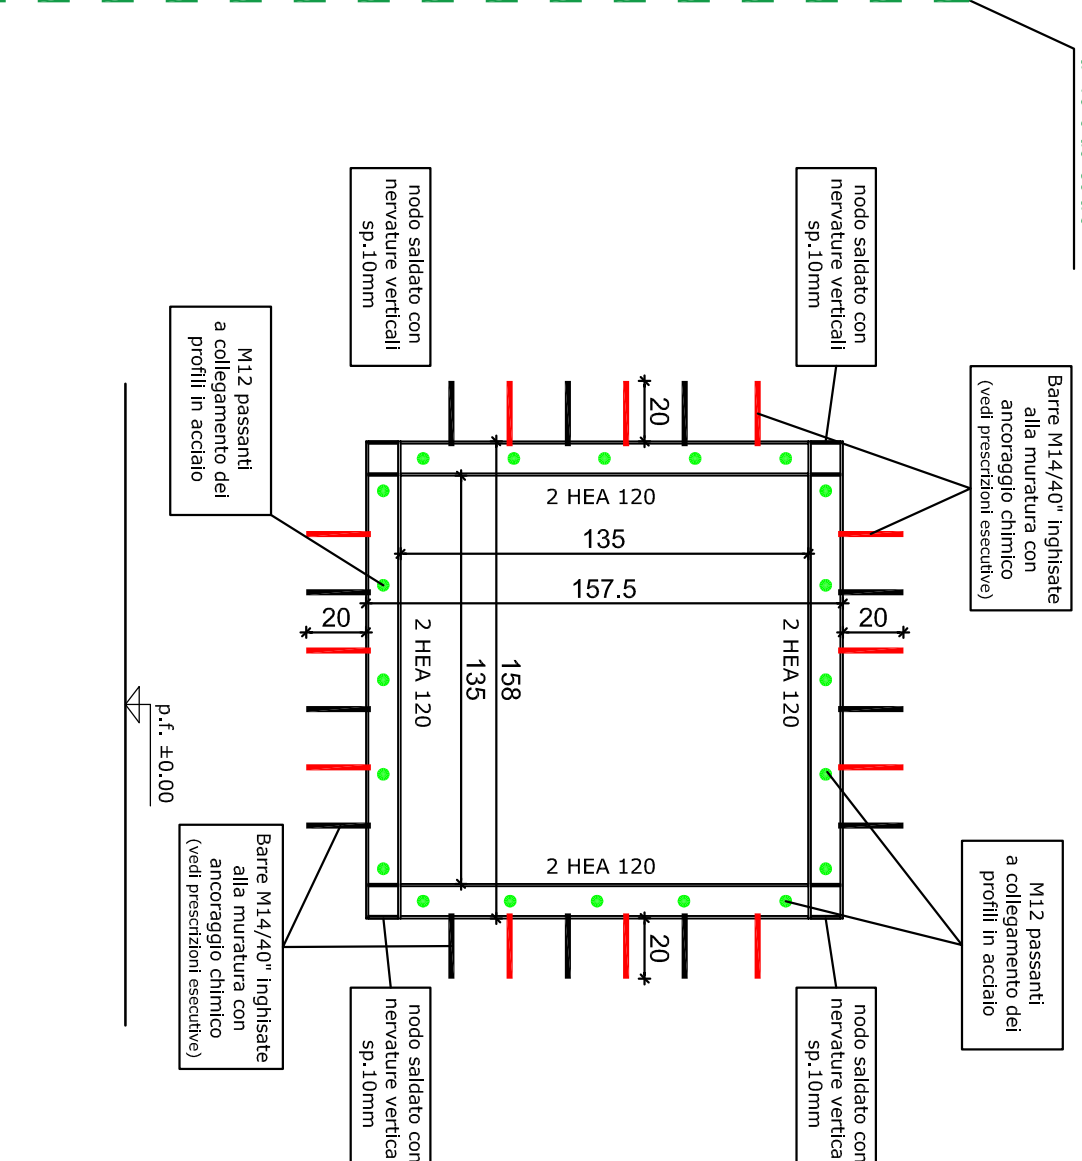 nodo saldato con
nervature verticali
sp.10mm
nodo saldato con
nervature verticali
sp.10mm
Barre M14/40" inghisate
alla muratura con
ancoraggio chimico
(vedi prescrizioni esecutive)
M12 passanti
a collegamento dei
profili in acciaio
20
2 HEA 120
135
157.5
20
20
2 HEA 120
2 HEA 120
158
135
p.f. ±0.00
2 HEA 120
20
Barre M14/40" inghisate
alla muratura con
ancoraggio chimico
(vedi prescrizioni esecutive)
M12 passanti
a collegamento dei
profili in acciaio
nodo saldato con
nervature vertica
sp.10mm
nodo saldato con
nervature vertica
sp.10mm